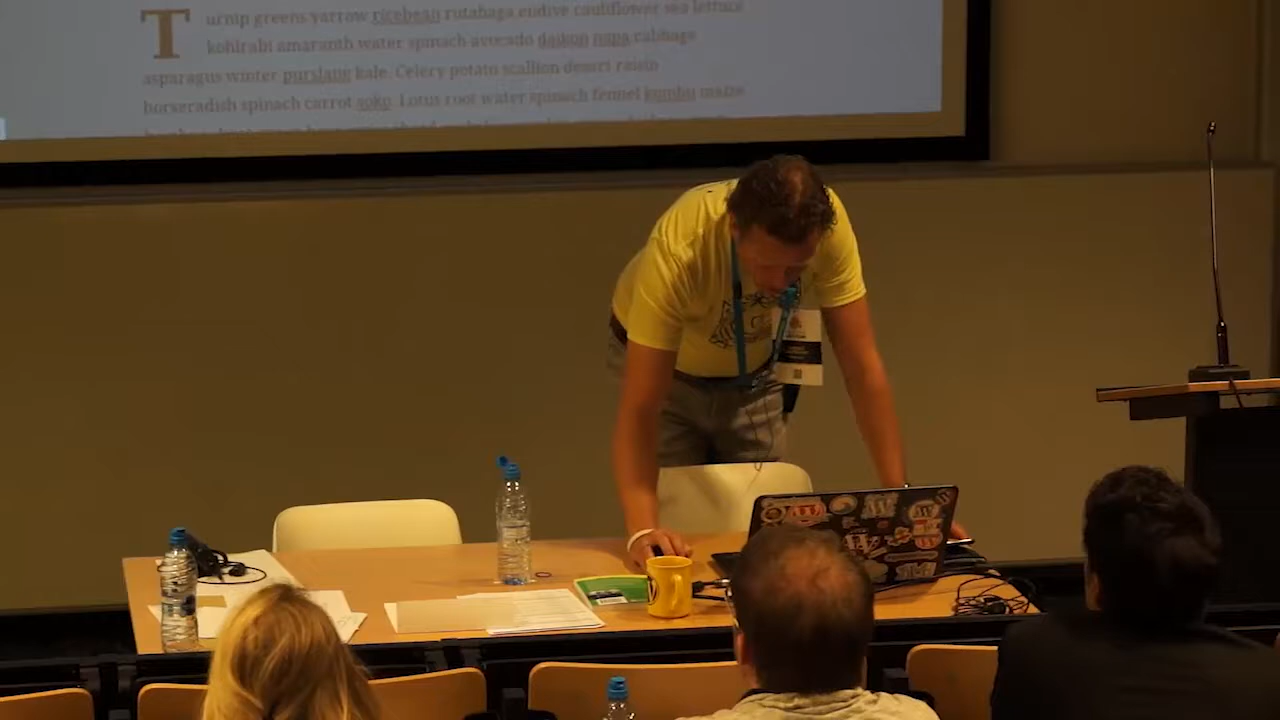 Turnip greens yarrow ricebean rutabaga endive cauliflower sea lettuce
kohlrabi amaranth water spinach avocado daikon napa cabbage
asparagus winter purslane kale. Celery potato scallion desert raisin
horseradish spinach carrot soko. Lotus root water spinach fennel kombu maize